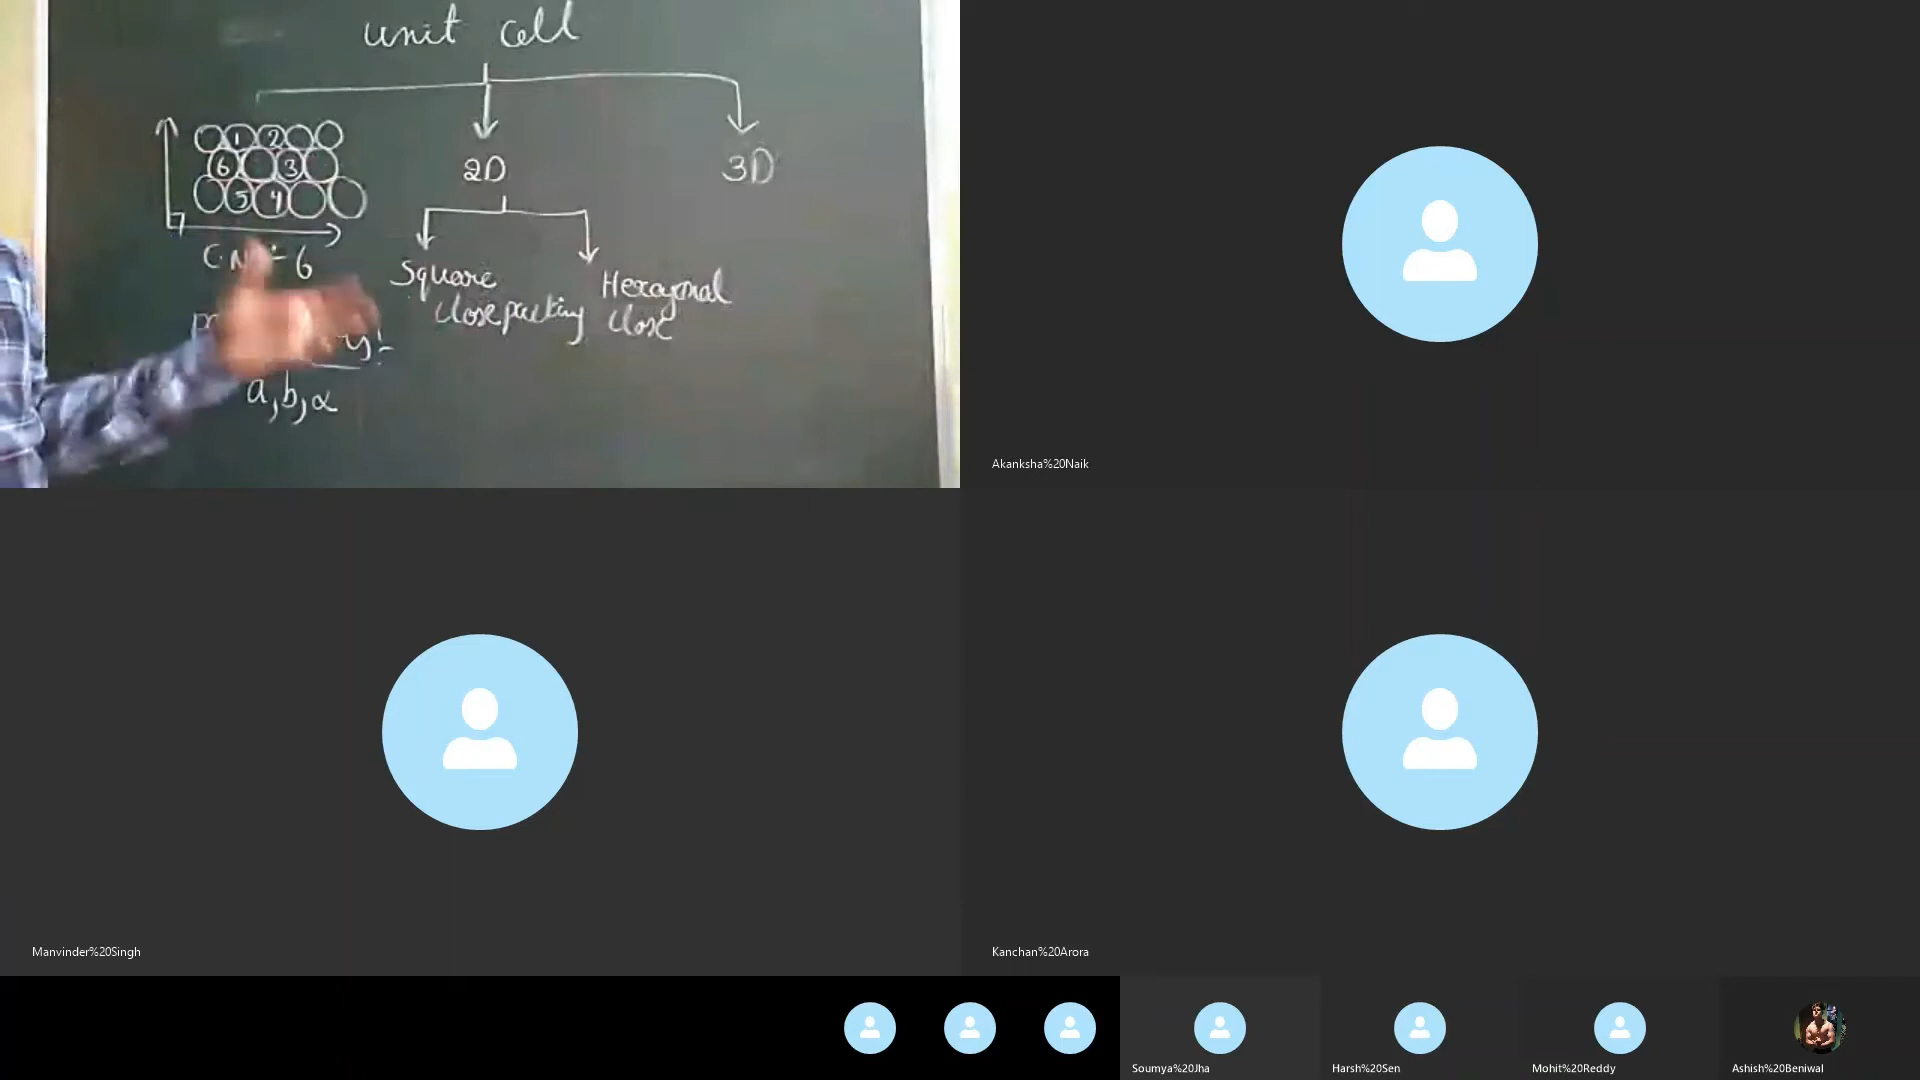 unit cell
1 2
6 3
5 4
2D
3D
C.N = 6
Square
close packing
Hexagonal
close
a, b, α
Akanksha%20Naik
Manvinder%20Singh
Kanchan%20Arora
Soumya%20Jha
Harsh%20Sen
Mohit%20Reddy
Ashish%20Beniwal